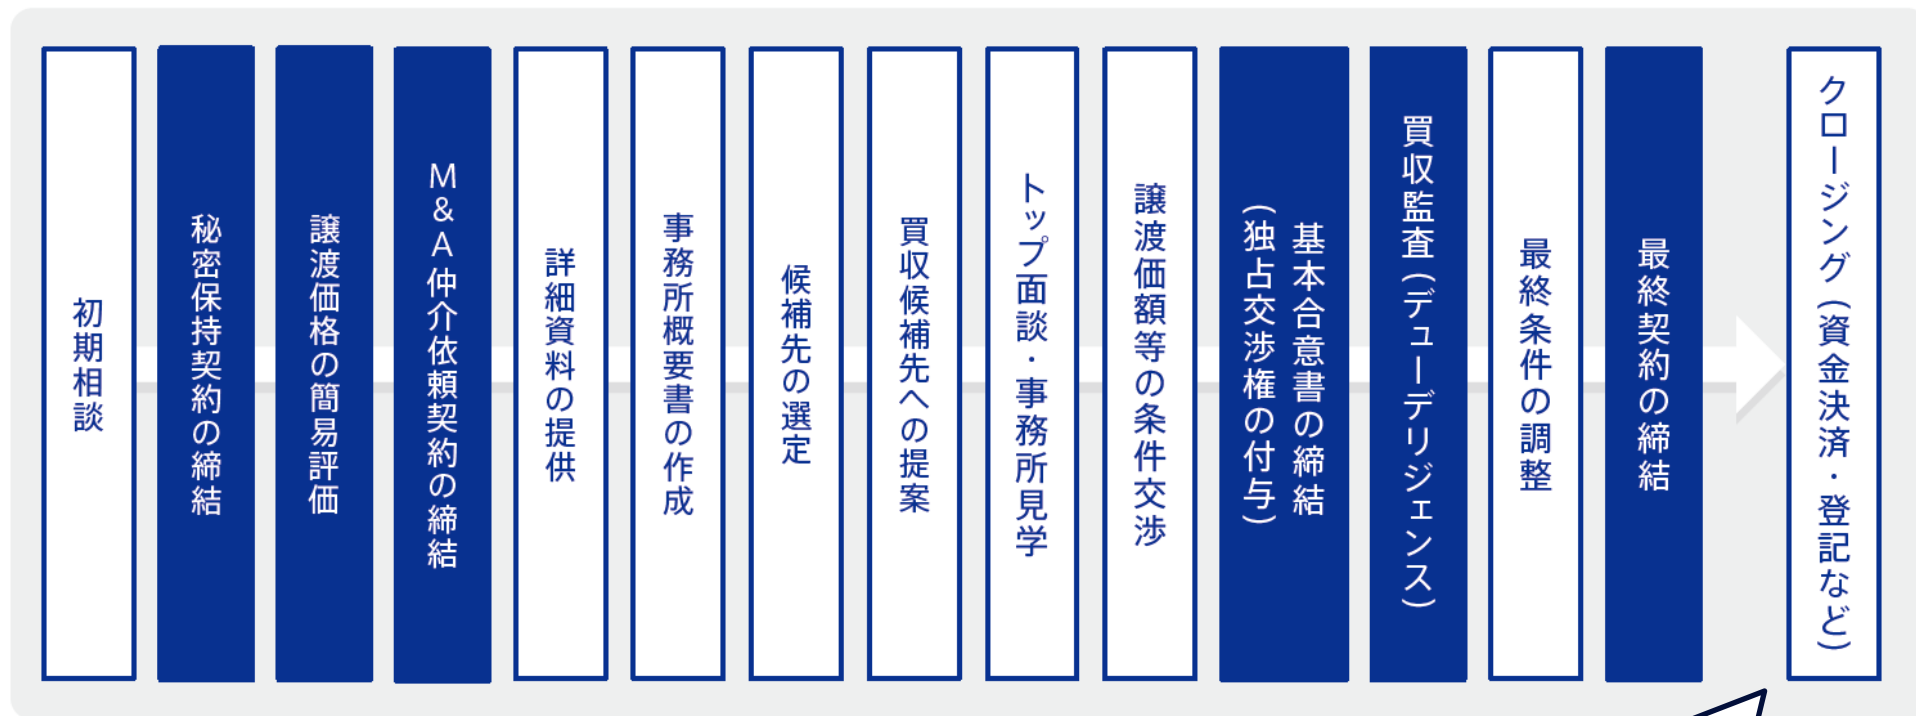 初期相談
秘密保持契約の締結
譲渡価格の簡易評価
M&A仲介依頼契約の締結
詳細資料の提供
事務所概要書の作成
候補先の選定
買収候補先への提案
トップ面談・事務所見学
譲渡価額等の条件交渉
基本合意書の締結
(独占交渉権の付与)
買収監査(デューデリジェンス)
最終条件の調整
最終契約の締結
クロージング(資金決済・登記など)